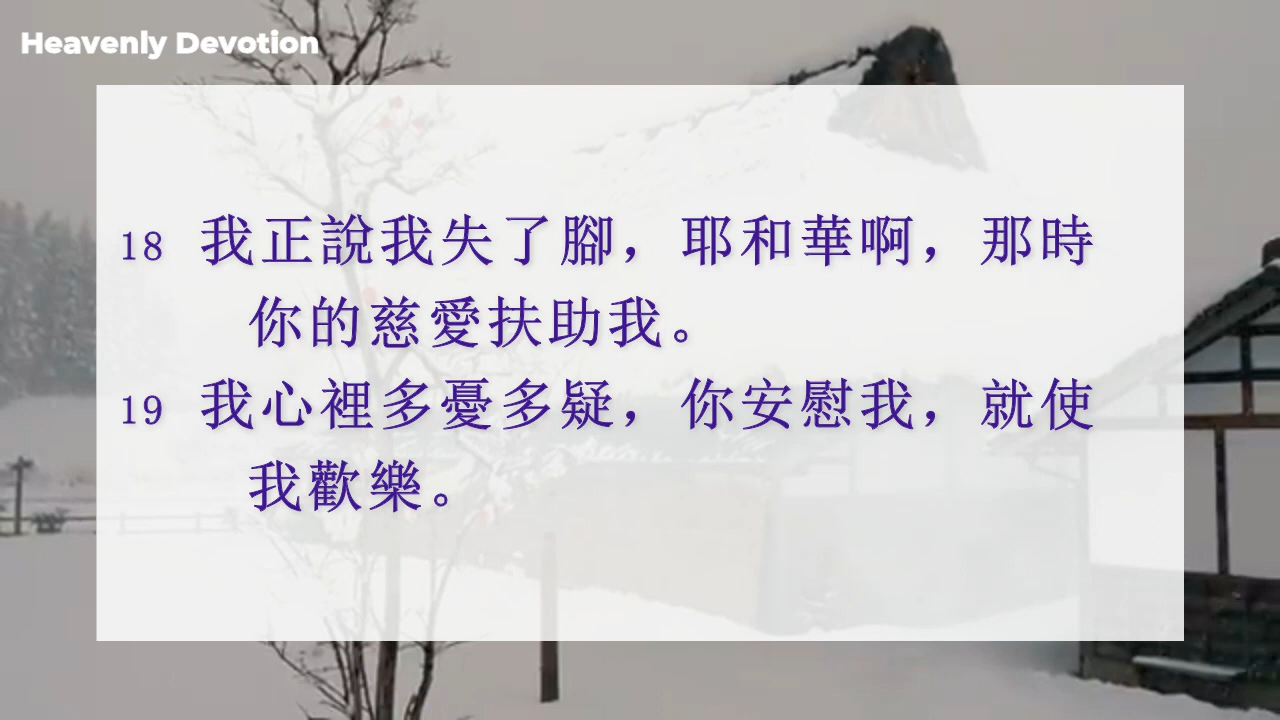 Heavenly Devotion
18 我正說我失了腳，耶和華啊，那時
你的慈愛扶助我。
19 我心裡多憂多疑，你安慰我，就使
我歡樂。